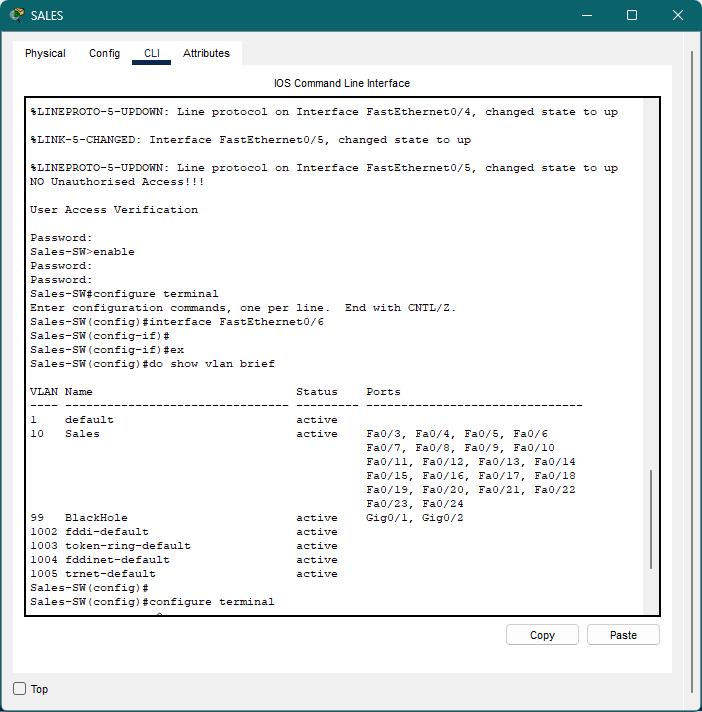 SALES
Physical Config CLI Attributes
IOS Command Line Interface
%LINEPROTO-5-UPDOWN: Line protocol on Interface FastEthernet0/4, changed state to up
%LINK-5-CHANGED: Interface FastEthernet0/5, changed state to up
%LINEPROTO-5-UPDOWN: Line protocol on Interface FastEthernet0/5, changed state to up
NO Unauthorised Access!!!
User Access Verification
Password:
Sales-SW>enable
Password:
Password:
Sales-SW#configure terminal
Enter configuration commands, one per line.  End with CNTL/Z.
Sales-SW(config)#interface FastEthernet0/6
Sales-SW(config-if)#
Sales-SW(config-if)#ex
Sales-SW(config)#do show vlan brief
VLAN Name                             Status    Ports
---- -------------------------------- --------- -------------------------------
1    default                          active
10   Sales                            active    Fa0/3, Fa0/4, Fa0/5, Fa0/6
                                                Fa0/7, Fa0/8, Fa0/9, Fa0/10
                                                Fa0/11, Fa0/12, Fa0/13, Fa0/14
                                                Fa0/15, Fa0/16, Fa0/17, Fa0/18
                                                Fa0/19, Fa0/20, Fa0/21, Fa0/22
                                                Fa0/23, Fa0/24
99   BlackHole                        active    Gig0/1, Gig0/2
1002 fddi-default                     active
1003 token-ring-default               active
1004 fddinet-default                  active
1005 trnet-default                    active
Sales-SW(config)#
Sales-SW(config)#configure terminal
^
Copy Paste
Top